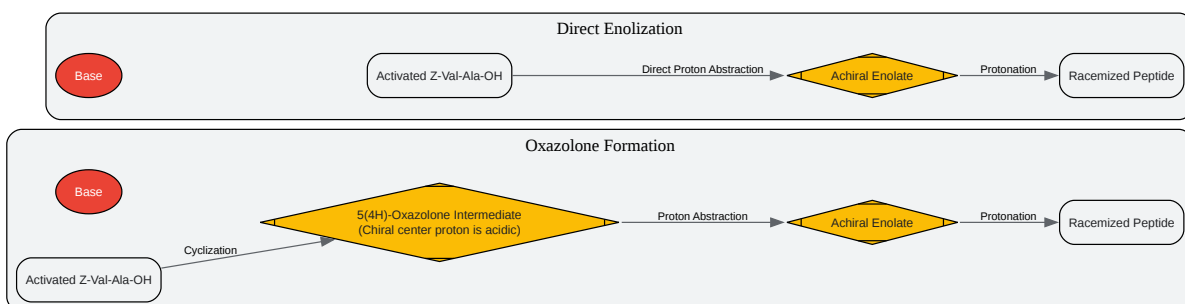 Direct Enolization
Base
Activated Z-Val-Ala-OH
Direct Proton Abstraction
Achiral Enolate
Protonation
Racemized Peptide
Oxazolone Formation
Base
Activated Z-Val-Ala-OH
Cyclization
5(4H)-Oxazolone Intermediate
(Chiral center proton is acidic)
Proton Abstraction
Achiral Enolate
Protonation
Racemized Peptide